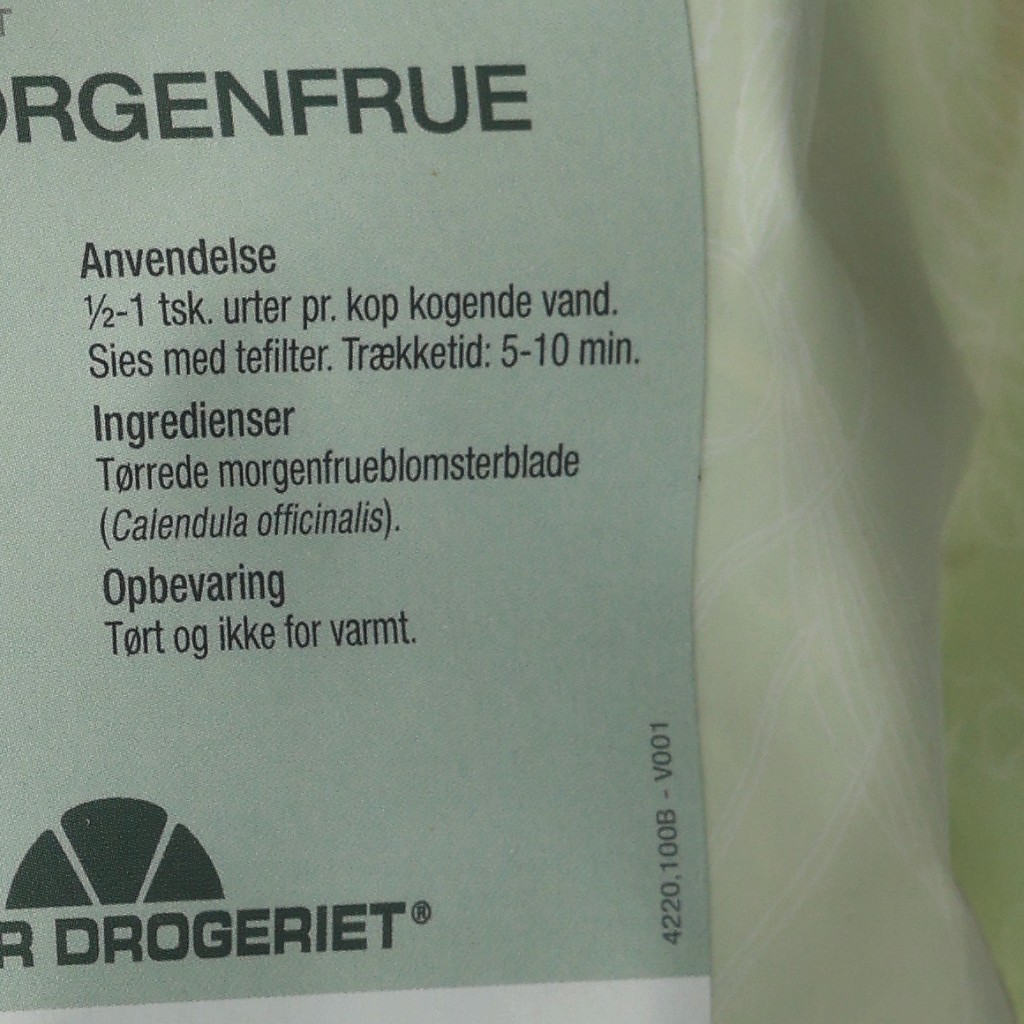 ORGENFRUE
Anvendelse
½-1 tsk. urter pr. kop kogende vand.
Sies med tefilter. Trækketid: 5-10 min.
Ingredienser
Tørrede morgenfrueblomsterblade
(Calendula officinalis).
Opbevaring
Tørt og ikke for varmt.
4220,100B - V001
R DROGERIET®